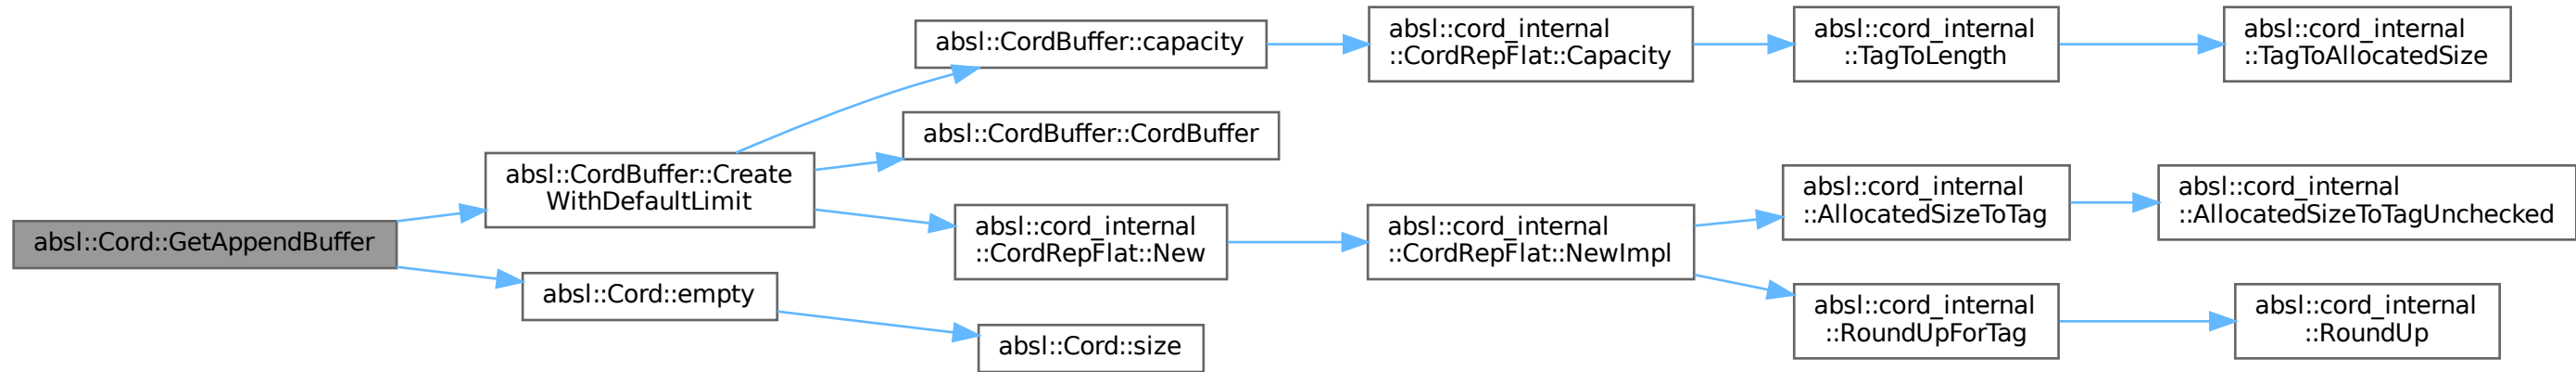 absl::Cord::GetAppendBuffer
absl::CordBuffer::Create
WithDefaultLimit
absl::CordBuffer::capacity
absl::cord_internal
::CordRepFlat::Capacity
absl::cord_internal
::TagToLength
absl::cord_internal
::TagToAllocatedSize
absl::CordBuffer::CordBuffer
absl::cord_internal
::CordRepFlat::New
absl::cord_internal
::CordRepFlat::NewImpl
absl::cord_internal
::AllocatedSizeToTag
absl::cord_internal
::AllocatedSizeToTagUnchecked
absl::cord_internal
::RoundUpForTag
absl::cord_internal
::RoundUp
absl::Cord::empty
absl::Cord::size